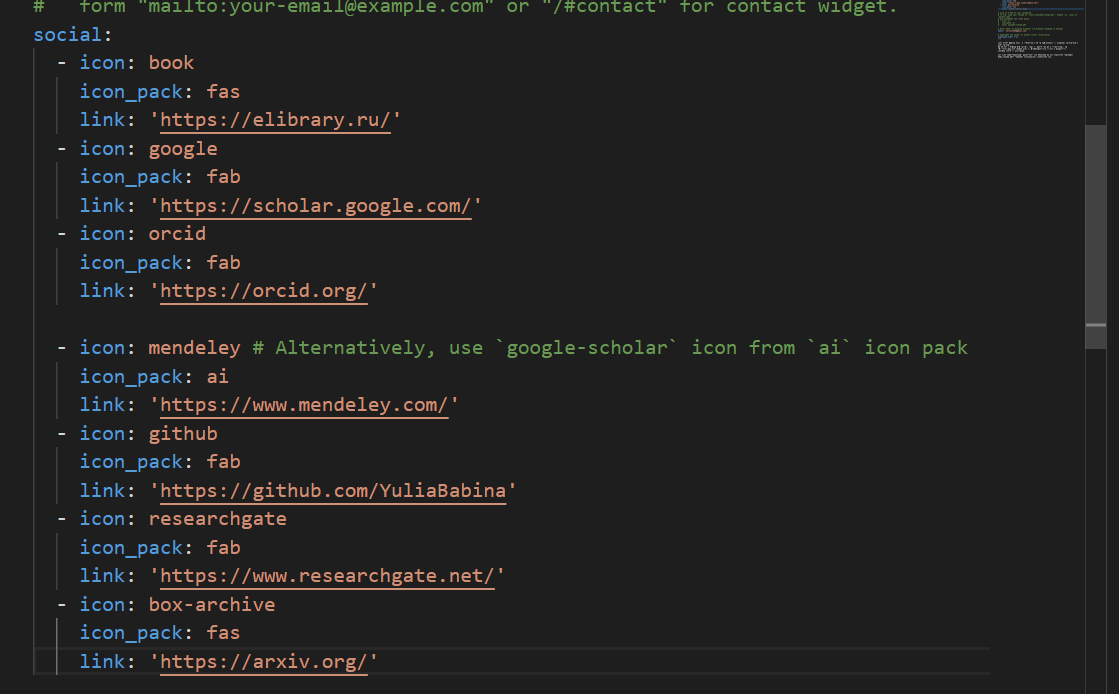 #   form "mailto:your-email@example.com" or "/#contact" for contact widget.
social:
  - icon: book
    icon_pack: fas
    link: 'https://elibrary.ru/'
  - icon: google
    icon_pack: fab
    link: 'https://scholar.google.com/'
  - icon: orcid
    icon_pack: fab
    link: 'https://orcid.org/'
  - icon: mendeley # Alternatively, use `google-scholar` icon from `ai` icon pack
    icon_pack: ai
    link: 'https://www.mendeley.com/'
  - icon: github
    icon_pack: fab
    link: 'https://github.com/YuliaBabina'
  - icon: researchgate
    icon_pack: fab
    link: 'https://www.researchgate.net/'
  - icon: box-archive
    icon_pack: fas
    link: 'https://arxiv.org/'